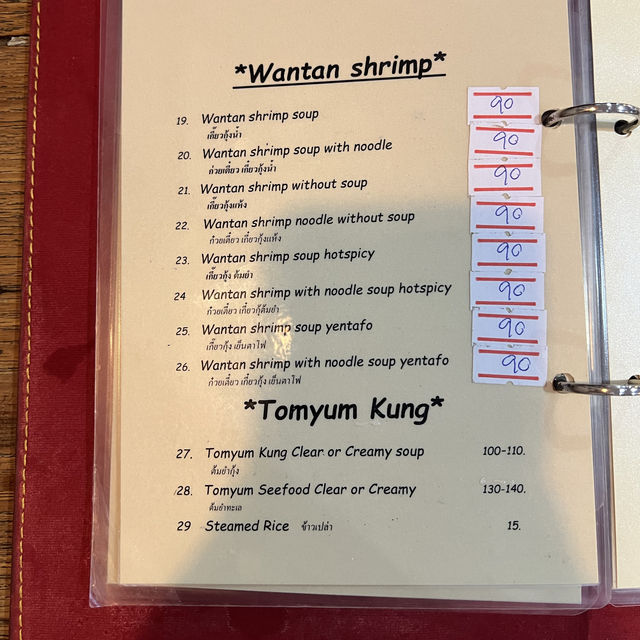 *Wantan shrimp*
19. Wantan shrimp soup 90
เกี๊ยวกุ้งน้ำ
20. Wantan shrimp soup with noodle 90
ก๋วยเตี๋ยว เกี๊ยวกุ้งน้ำ
21. Wantan shrimp without soup 90
เกี๊ยวกุ้งแห้ง
22. Wantan shrimp noodle without soup 90
ก๋วยเตี๋ยว เกี๊ยวกุ้งแห้ง
23. Wantan shrimp soup hotspicy 90
เกี๊ยวกุ้ง ต้มยำ
24 Wantan shrimp with noodle soup hotspicy 90
ก๋วยเตี๋ยว เกี๊ยวกุ้งต้มยำ
25. Wantan shrimp soup yentafo 90
เกี๊ยวกุ้ง เย็นตาโฟ
26. Wantan shrimp with noodle soup yentafo 90
ก๋วยเตี๋ยว เกี๊ยวกุ้ง เย็นตาโฟ
*Tomyum Kung*
27. Tomyum Kung Clear or Creamy soup 100-110.
ต้มยำกุ้ง
28. Tomyum Seefood Clear or Creamy 130-140.
ต้มยำทะเล
29 Steamed Rice ข้าวเปล่า 15.